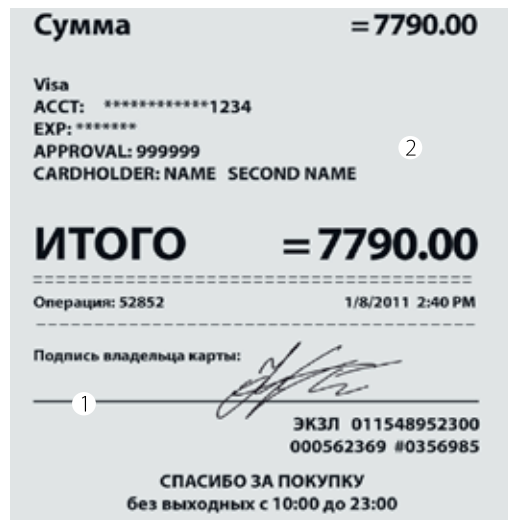 Сумма =7790.00
Visa
ACCT: ************1234
EXP: *******
APPROVAL: 999999
2
CARDHOLDER: NAME SECOND NAME
ИТОГО =7790.00
========================================
Операция: 52852 1/8/2011 2:40 PM
----------------------------------------
Подпись владельца карты:
1
ЭКЗЛ 011548952300
000562369 #0356985
СПАСИБО ЗА ПОКУПКУ
без выходных с 10:00 до 23:00